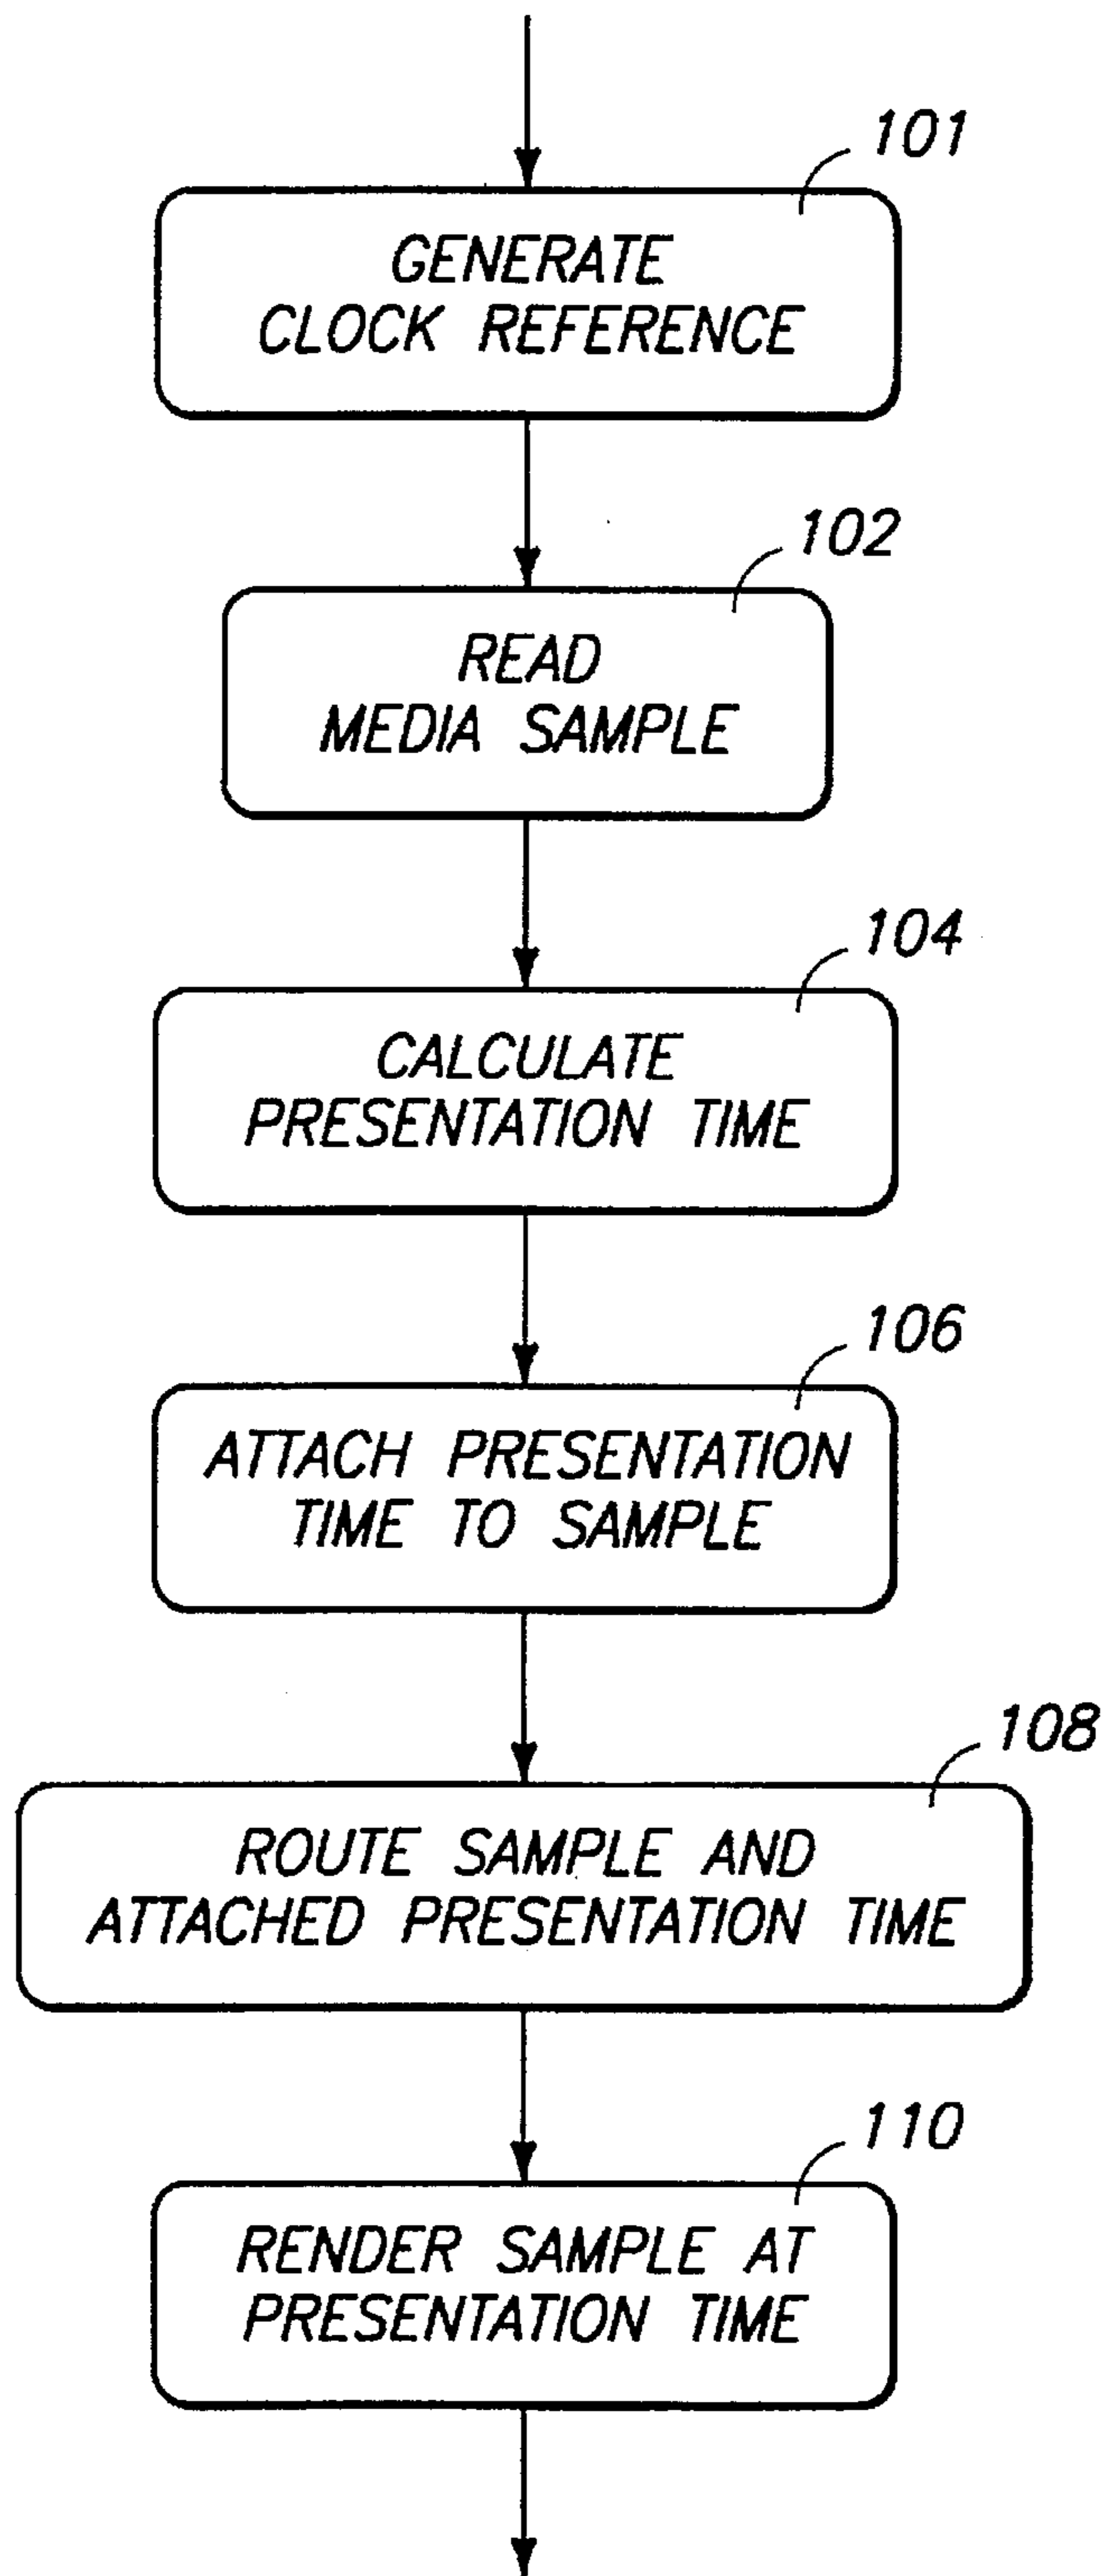 101
GENERATE
CLOCK REFERENCE
102
READ
MEDIA SAMPLE
104
CALCULATE
PRESENTATION TIME
106
ATTACH PRESENTATION
TIME TO SAMPLE
108
ROUTE SAMPLE AND
ATTACHED PRESENTATION TIME
110
RENDER SAMPLE AT
PRESENTATION TIME